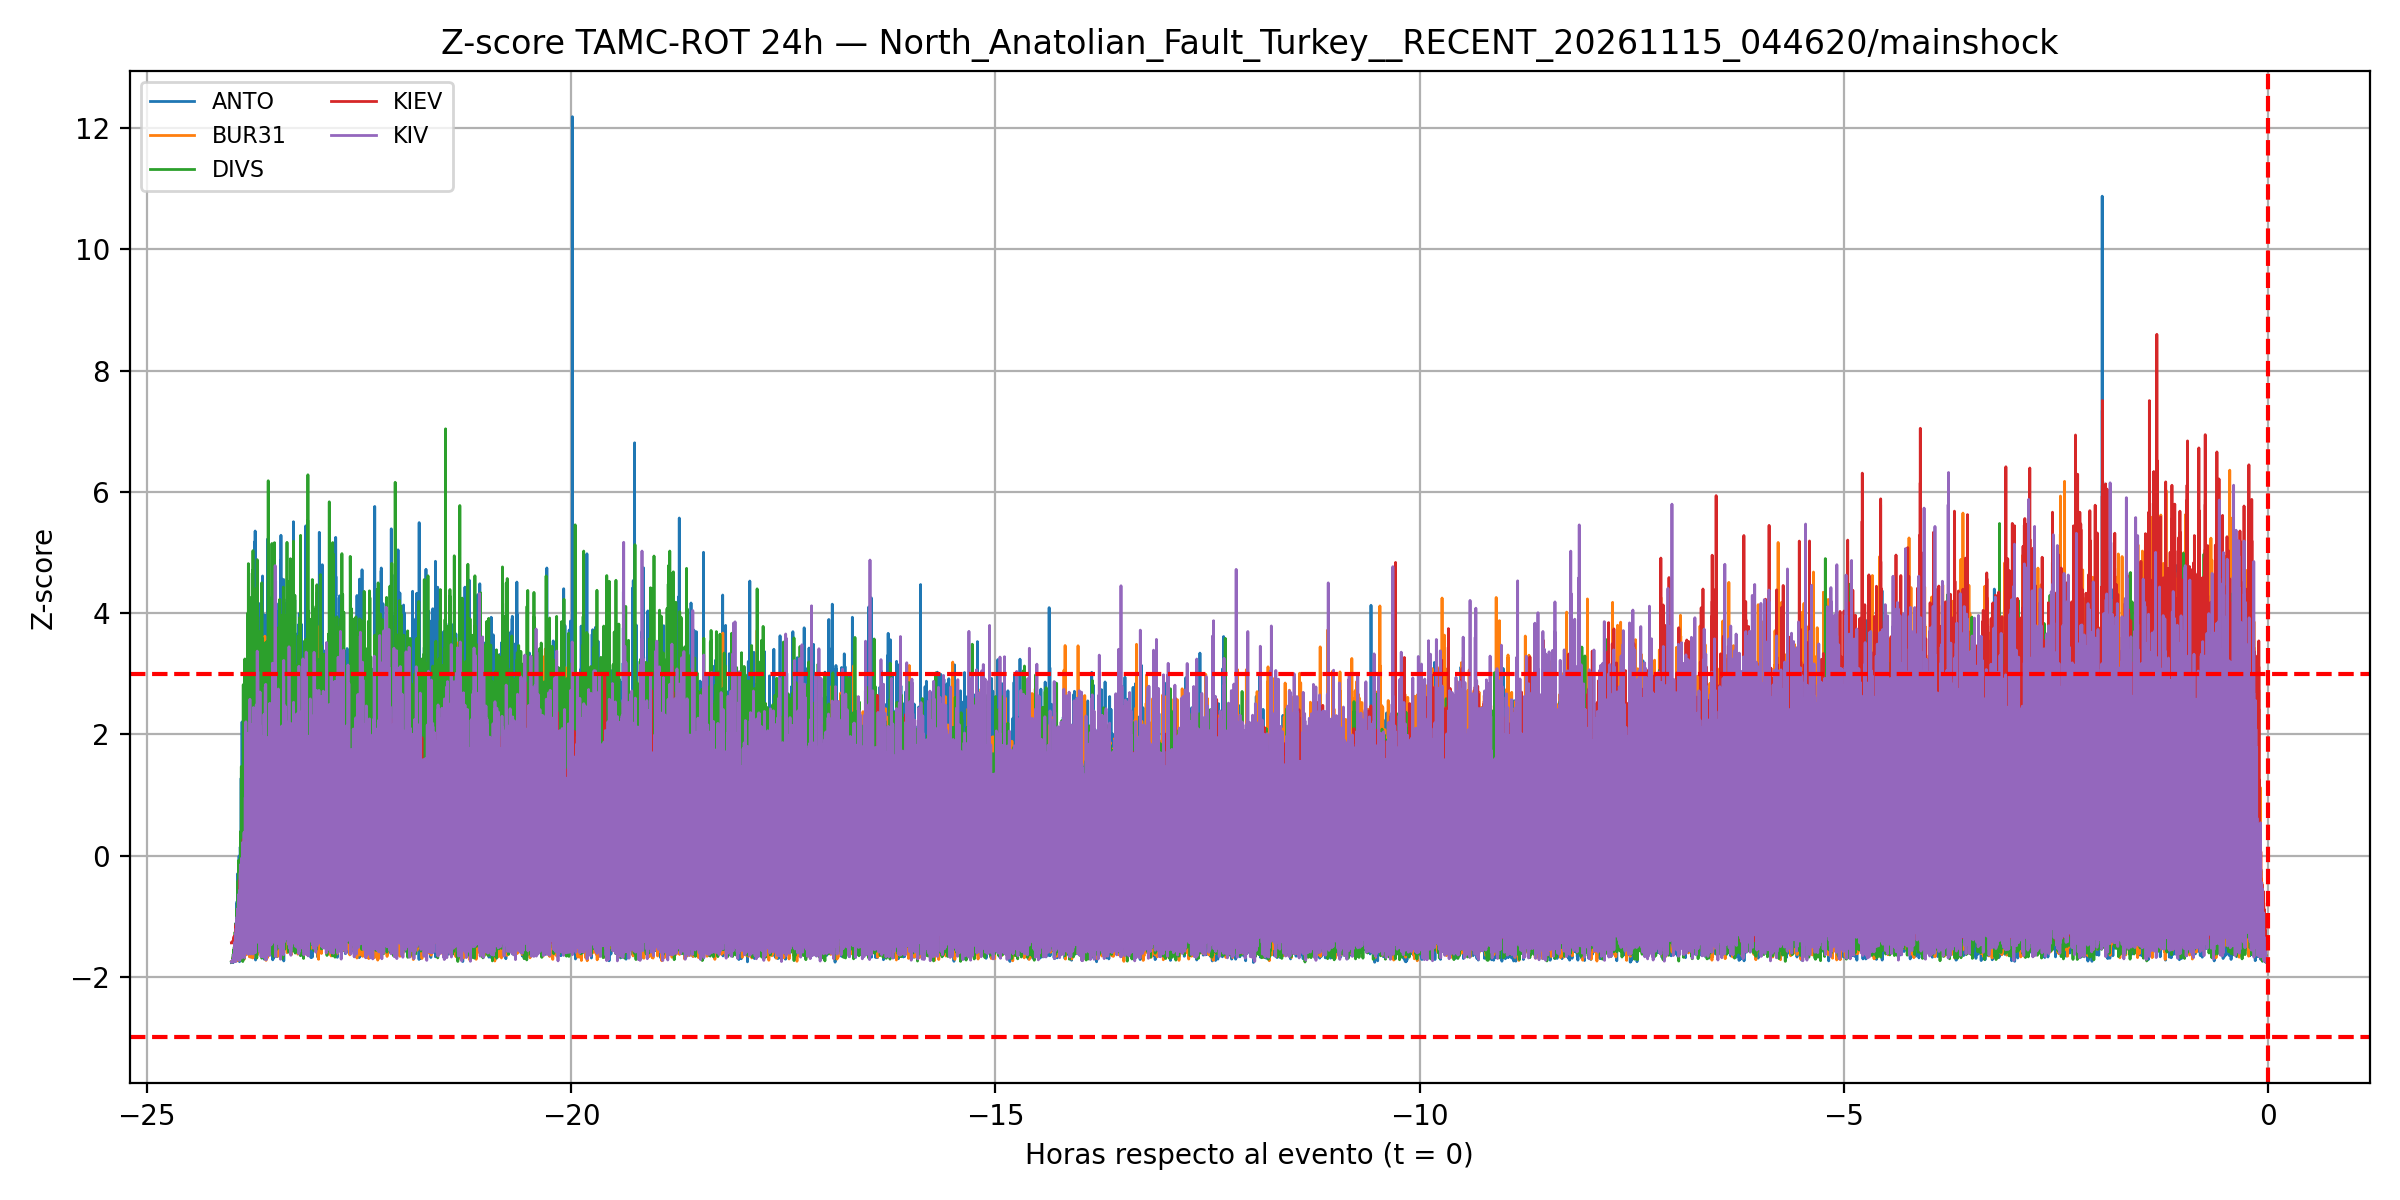 Z-score TAMC-ROT 24h — North_Anatolian_Fault_Turkey__RECENT_20261115_044620/mainshock
ANTO
BUR31
DIVS
KIEV
KIV
Z-score
12
10
8
6
4
2
0
−2
−25
−20
−15
−10
−5
0
Horas respecto al evento (t = 0)